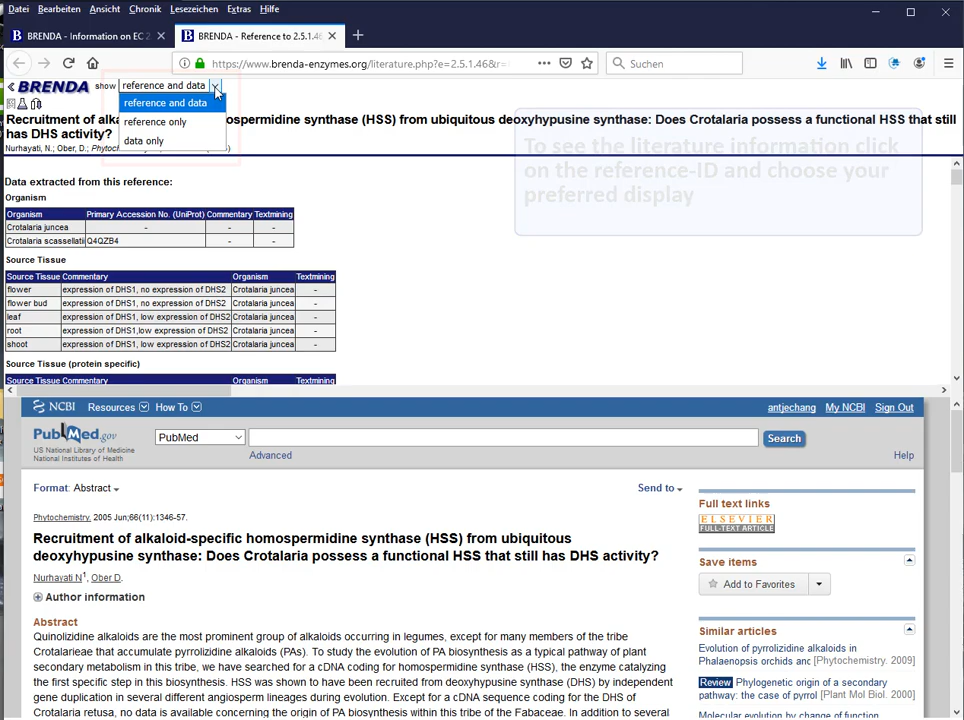 Datei Bearbeiten Ansicht Chronik Lesezeichen Extras Hilfe
BRENDA - Information on EC 2
BRENDA - Reference to 2.5.1.46
https://www.brenda-enzymes.org/literature.php?e=2.5.1.46&r=
Suchen
BRENDA show reference and data
reference and data
reference only
data only
Recruitment of alka spermidine synthase (HSS) from ubiquitous deoxyhypusine synthase: Does Crotalaria possess a functional HSS that still
has DHS activity?
Nurhayati, N.; Ober, D.; Phytoc
To see the literature information click
on the reference-ID and choose your
preferred display
Data extracted from this reference:
Organism
Organism Primary Accession No. (UniProt) Commentary Textmining
Crotalaria juncea - - -
Crotalaria scassellati Q4QZB4 - -
Source Tissue
Source Tissue Commentary Organism Textmining
flower expression of DHS1, no expression of DHS2 Crotalaria juncea -
flower bud expression of DHS1, no expression of DHS2 Crotalaria juncea -
leaf expression of DHS1, low expression of DHS2 Crotalaria juncea -
root expression of DHS1,low expression of DHS2 Crotalaria juncea -
shoot expression of DHS1, low expression of DHS2 Crotalaria juncea -
Source Tissue (protein specific)
Source Tissue Commentary Organism Textmining
NCBI Resources How To antjechang My NCBI Sign Out
PubMed.gov
US National Library of Medicine
National Institutes of Health
PubMed
Search
Advanced
Help
Format: Abstract
Send to
Phytochemistry. 2005 Jun;66(11):1346-57.
Recruitment of alkaloid-specific homospermidine synthase (HSS) from ubiquitous
deoxyhypusine synthase: Does Crotalaria possess a functional HSS that still has DHS activity?
Nurhayati N1, Ober D.
Author information
Abstract
Quinolizidine alkaloids are the most prominent group of alkaloids occurring in legumes, except for many members of the tribe
Crotalarieae that accumulate pyrrolizidine alkaloids (PAs). To study the evolution of PA biosynthesis as a typical pathway of plant
secondary metabolism in this tribe, we have searched for a cDNA coding for homospermidine synthase (HSS), the enzyme catalyzing
the first specific step in this biosynthesis. HSS was shown to have been recruited from deoxyhypusine synthase (DHS) by independent
gene duplication in several different angiosperm lineages during evolution. Except for a cDNA sequence coding for the DHS of
Crotalaria retusa, no data is available concerning the origin of PA biosynthesis within this tribe of the Fabaceae. In addition to several
Full text links
ELSEVIER
FULL-TEXT ARTICLE
Save items
Add to Favorites
Similar articles
Evolution of pyrrolizidine alkaloids in
Phalaenopsis orchids anc [Phytochemistry. 2009]
Review Phylogenetic origin of a secondary
pathway: the case of pyrrol [Plant Mol Biol. 2000]
Molecular evolution by change of function